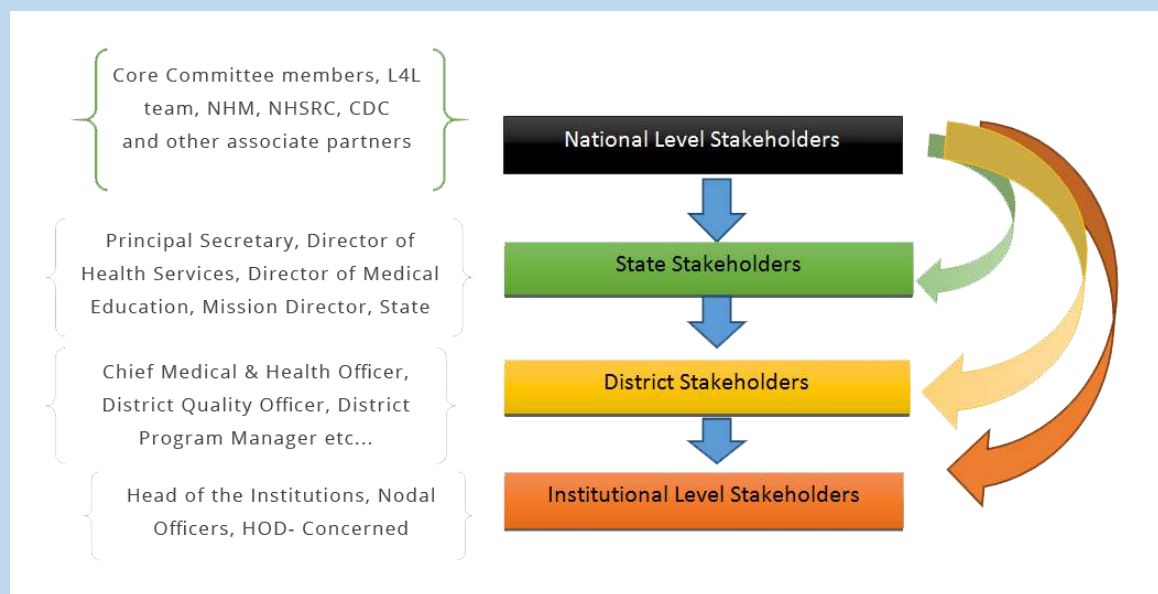 Core Committee members, L4L
team, NHM, NHSRC, CDC
and other associate partners
National Level Stakeholders
Principal Secretary, Director of
Health Services, Director of Medical
Education, Mission Director, State
State Stakeholders
Chief Medical & Health Officer,
District Quality Officer, District
Program Manager etc...
District Stakeholders
Head of the Institutions, Nodal
Officers, HOD- Concerned
Institutional Level Stakeholders